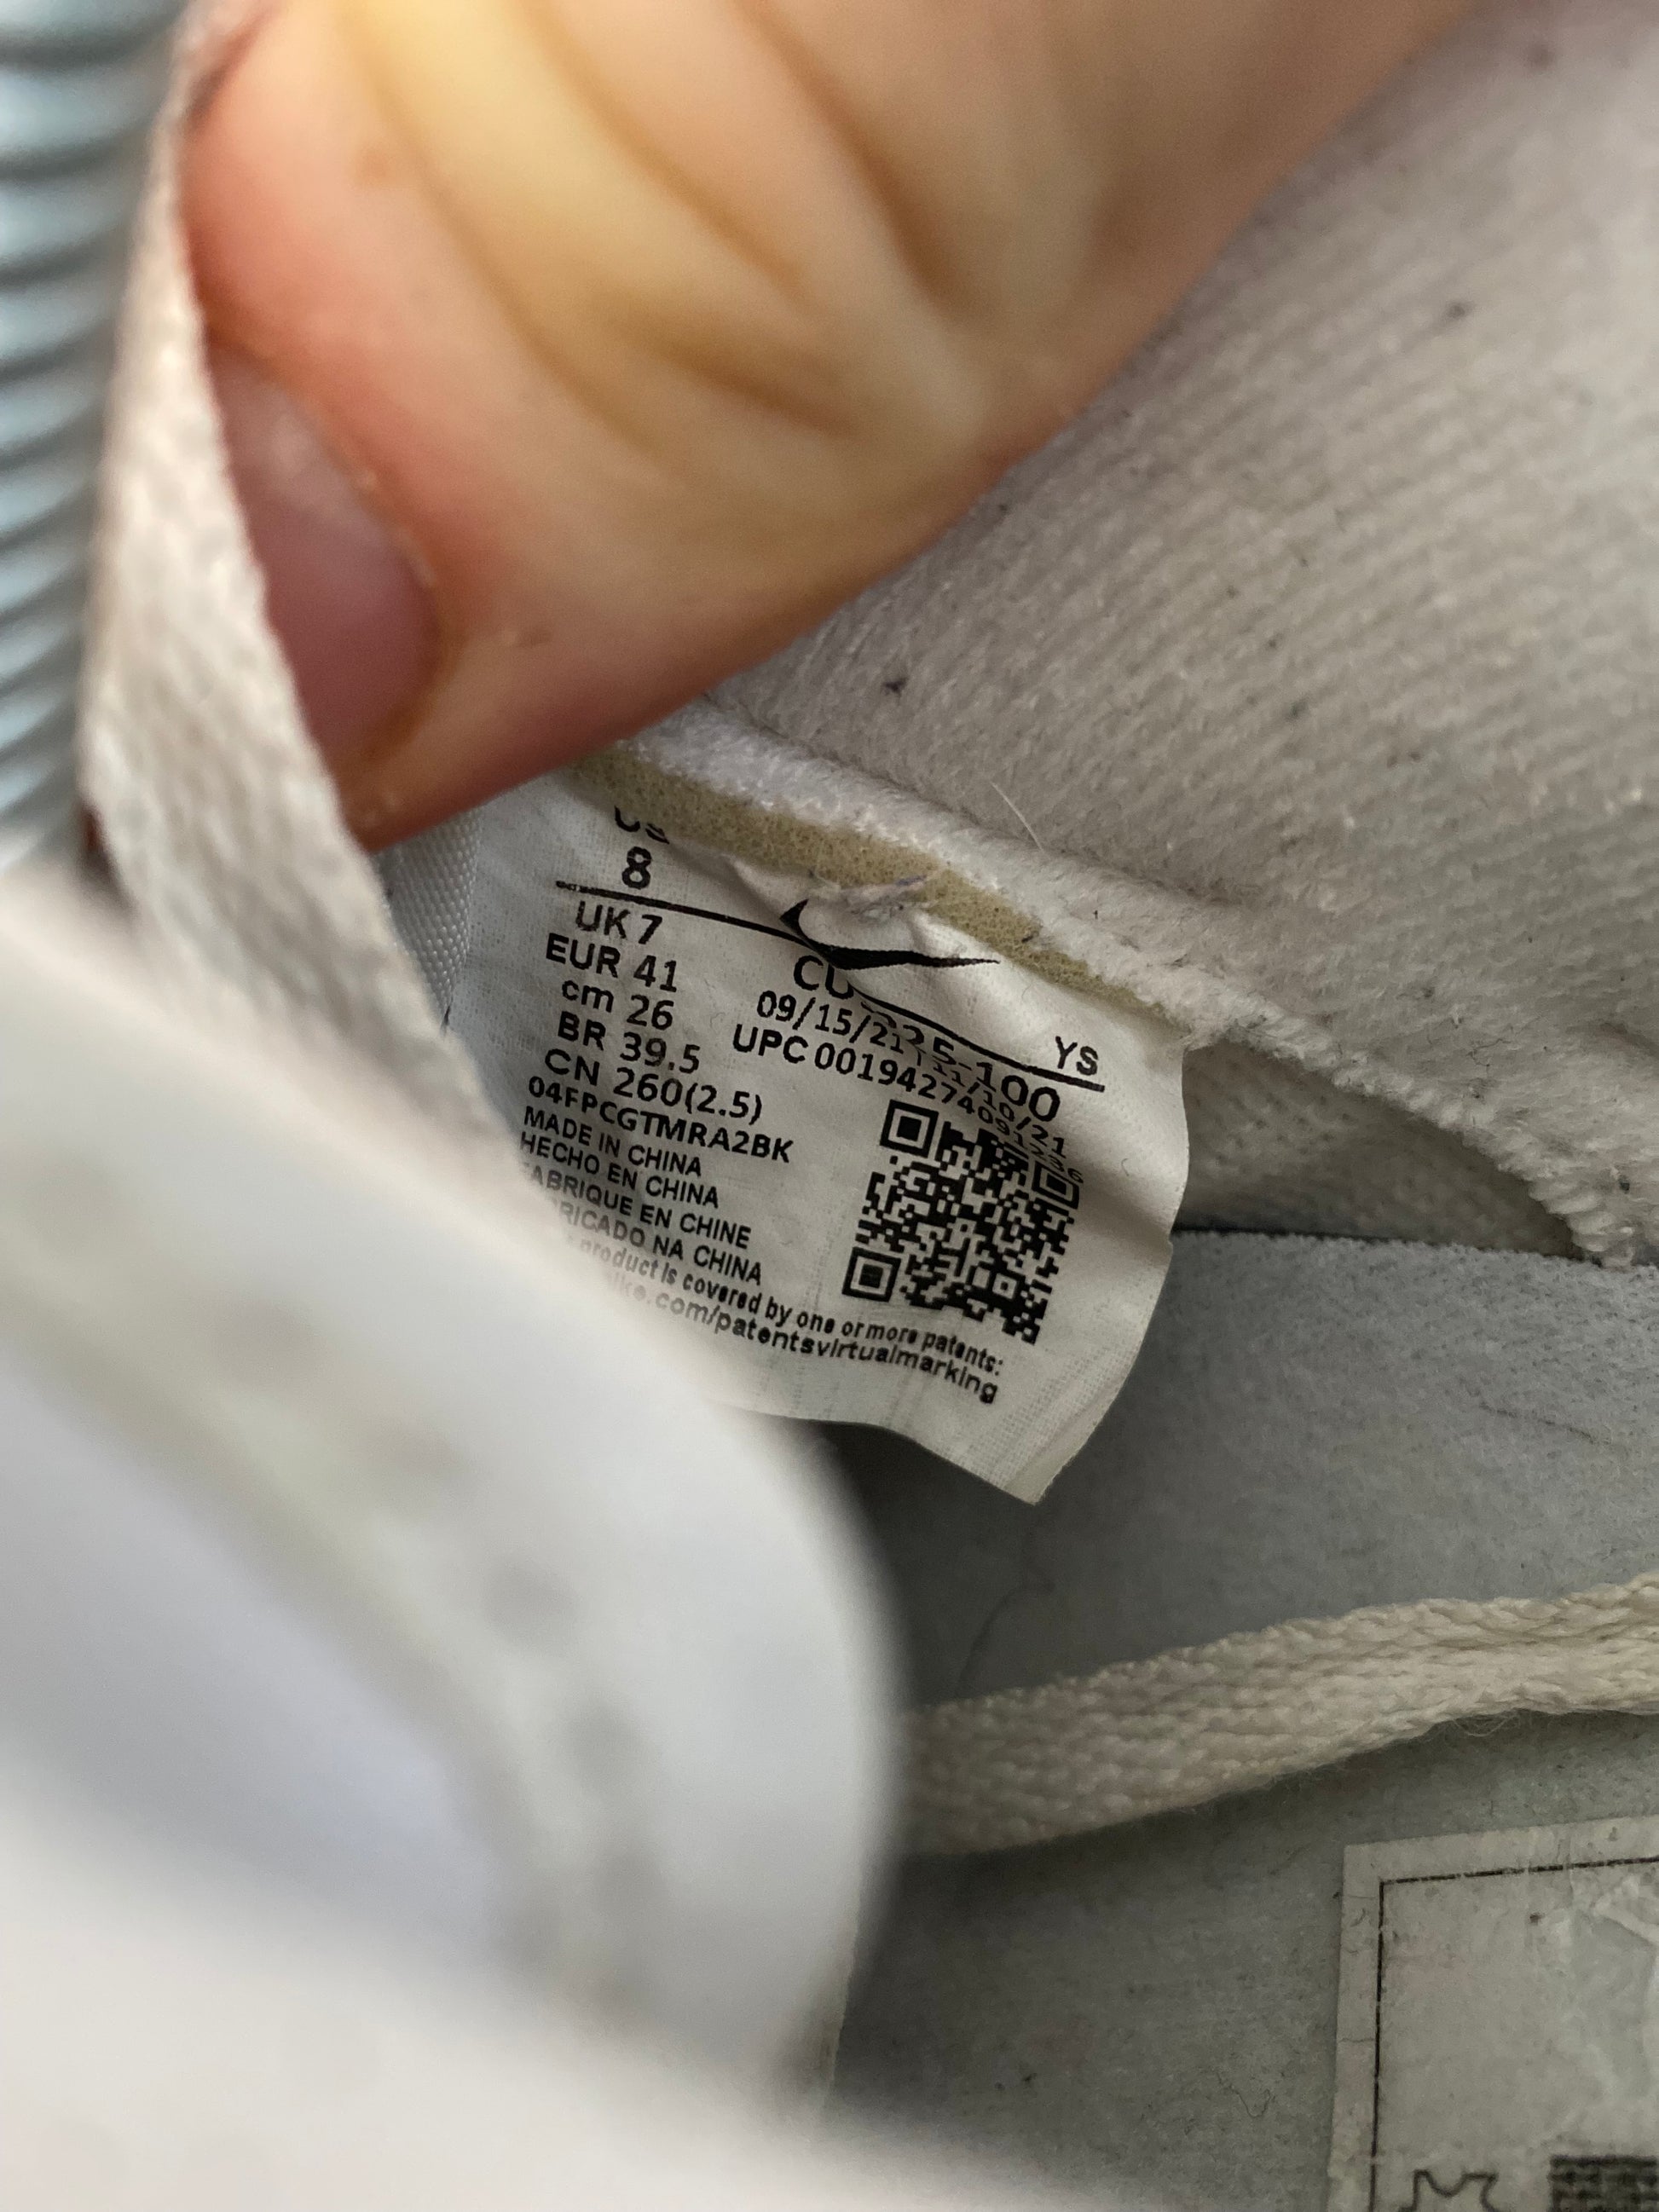 8
YS
UK 7
EUR 41
cm 26
BR 39.5
CN 260(2.5)
09/15/21
UPC
04FPCGTMRA2BK
MADE IN CHINA
HECHO EN CHINA
FABRIQUE EN CHINE
NA CHINA
product is covered by one or more patents:
.com/patentsvirtualmarking